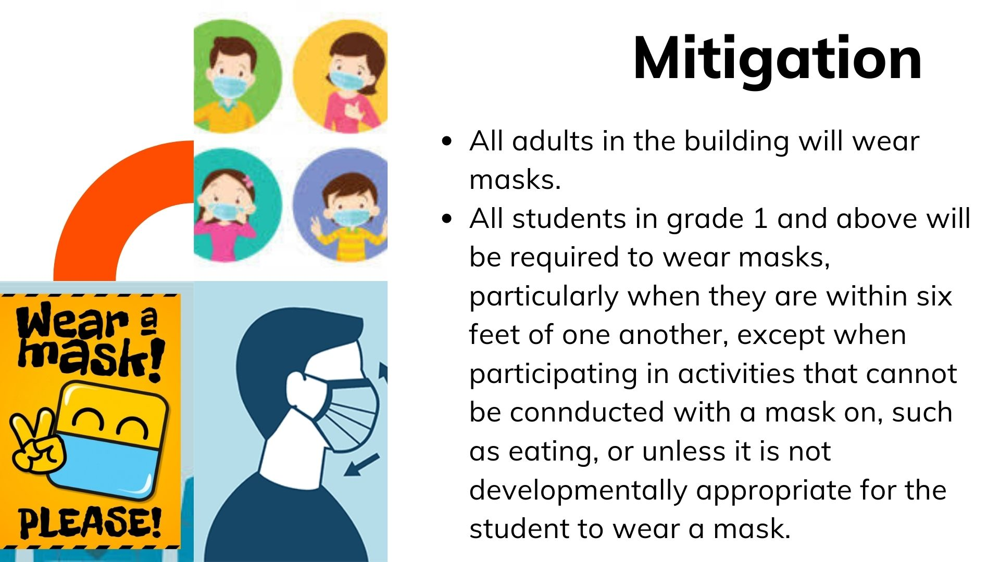 Mitigation
• All adults in the building will wear
masks.
• All students in grade 1 and above will
be required to wear masks,
particularly when they are within six
feet of one another, except when
participating in activities that cannot
be connducted with a mask on, such
as eating, or unless it is not
developmentally appropriate for the
student to wear a mask.
Wear a
mask!
PLEASE!